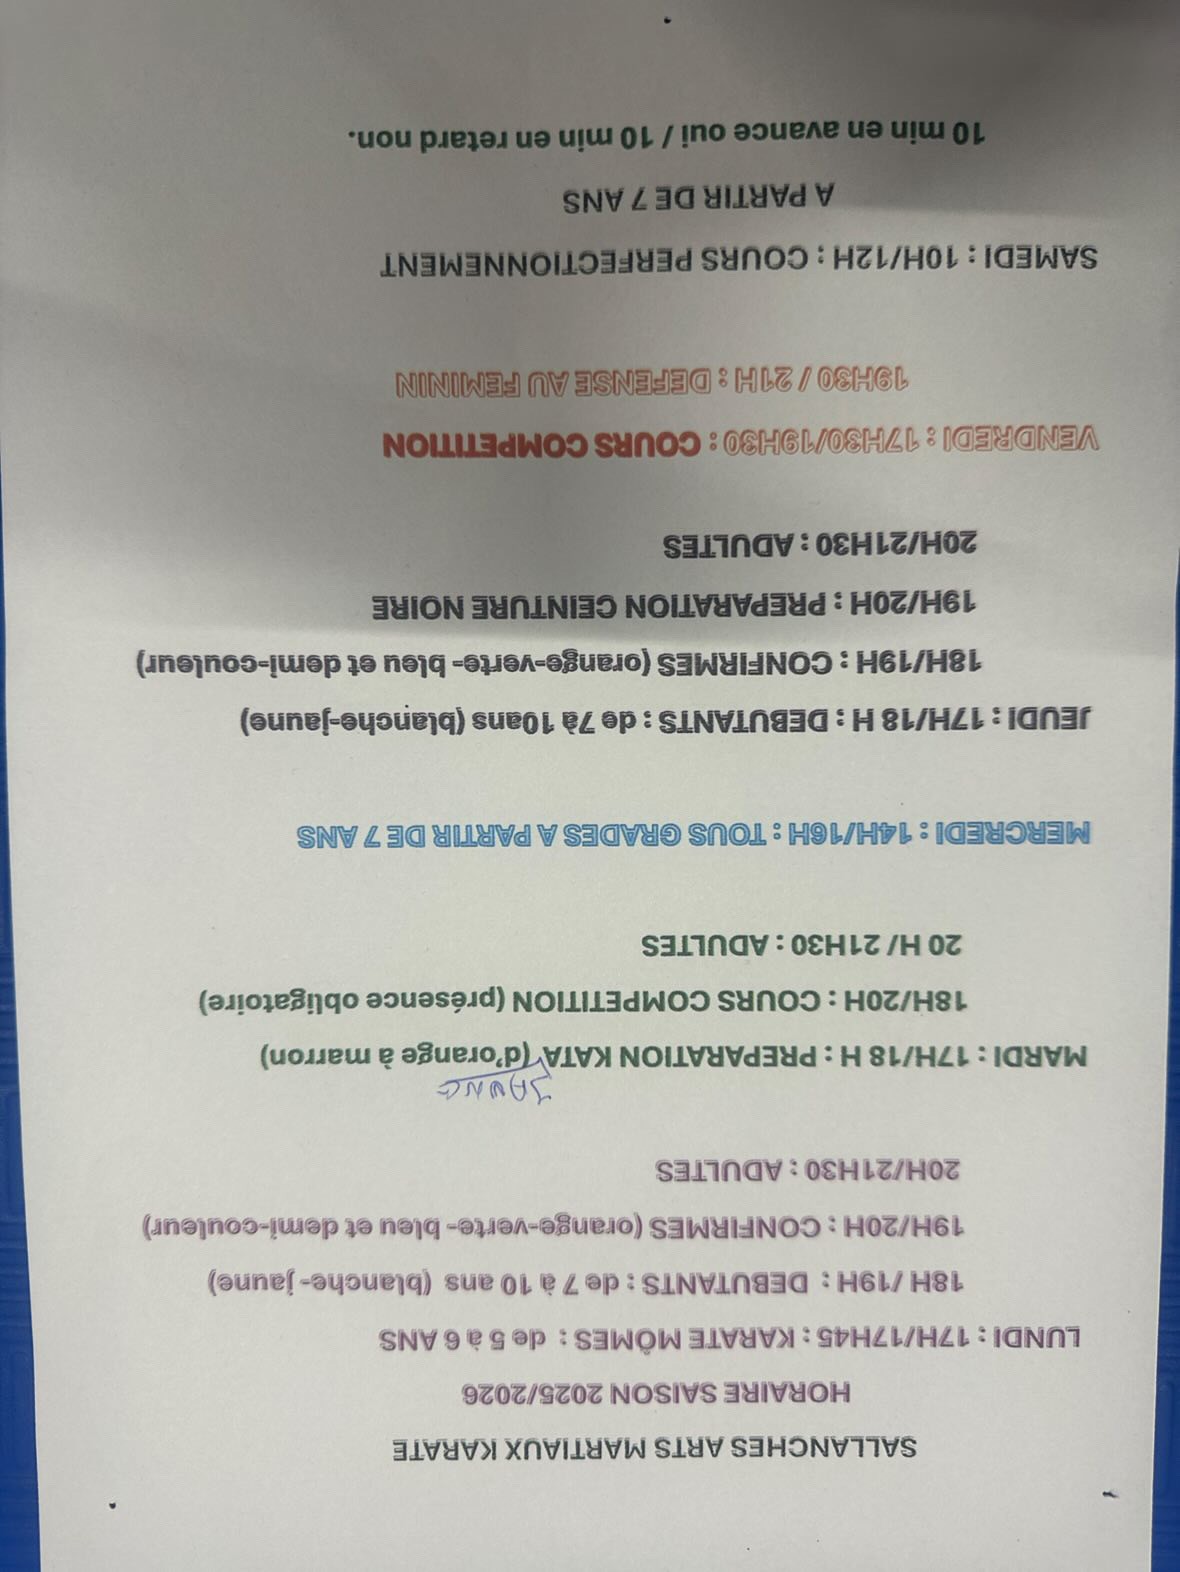 SALLANCHES ARTS MARTIAUX KARATE
HORAIRE SAISON 2025/2026
LUNDI : 17H/17H45 : KARATE MÔMES : de 5 à 6 ANS
18H /19H : DEBUTANTS : de 7 à 10 ans (blanche- jaune)
19H/20H : CONFIRMES (orange-verte- bleu et demi-couleur)
20H/21H30 : ADULTES
JAUNE
MARDI : 17H/18 H : PREPARATION KATA (d'orange à marron)
18H/20H : COURS COMPETITION (présence obligatoire)
20 H/ 21H30 : ADULTES
MERCREDI : 14H/16H : TOUS GRADES A PARTIR DE 7 ANS
JEUDI : 17H/18 H : DEBUTANTS : de 7à 10ans (blanche-jaune)
18H/19H : CONFIRMES (orange-verte- bleu et demi-couleur)
19H/20H : PREPARATION CEINTURE NOIRE
20H/21H30 : ADULTES
VENDREDI : 17H30/19H30 : COURS COMPETITION
19H30 / 21H : DEFENSE AU FEMININ
SAMEDI : 10H/12H : COURS PERFECTIONNEMENT
A PARTIR DE 7 ANS
10 min en avance oui / 10 min en retard non.